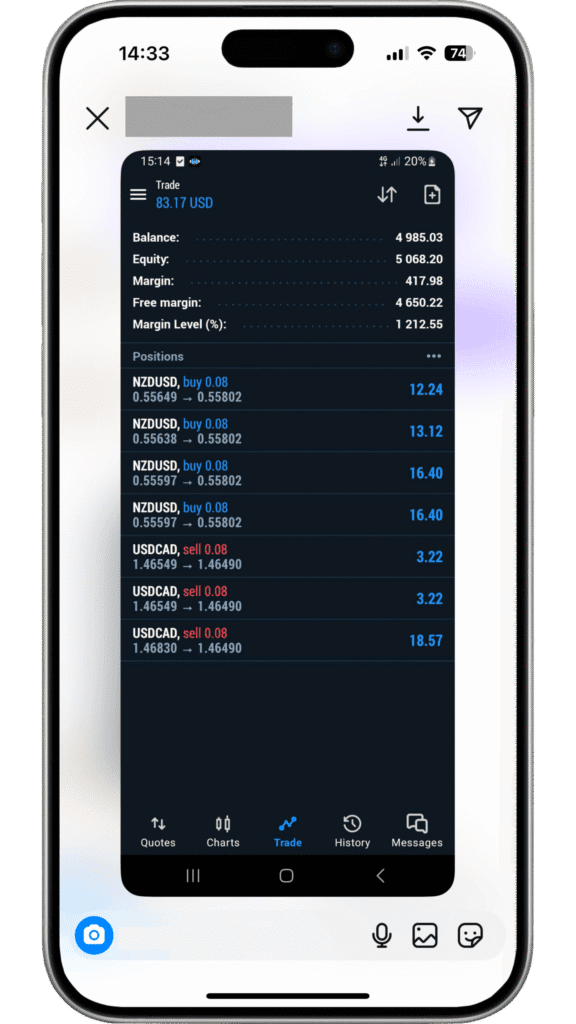 14:33
74
15:14 20%
Trade
83.17 USD
Balance: 4 985.03
Equity: 5 068.20
Margin: 417.98
Free margin: 4 650.22
Margin Level (%): 1 212.55
Positions
NZDUSD, buy 0.08 12.24
0.55649 → 0.55802
NZDUSD, buy 0.08 13.12
0.55638 → 0.55802
NZDUSD, buy 0.08 16.40
0.55597 → 0.55802
NZDUSD, buy 0.08 16.40
0.55597 → 0.55802
USDCAD, sell 0.08 3.22
1.46549 → 1.46490
USDCAD, sell 0.08 3.22
1.46549 → 1.46490
USDCAD, sell 0.08 18.57
1.46830 → 1.46490
Quotes Charts Trade History Messages